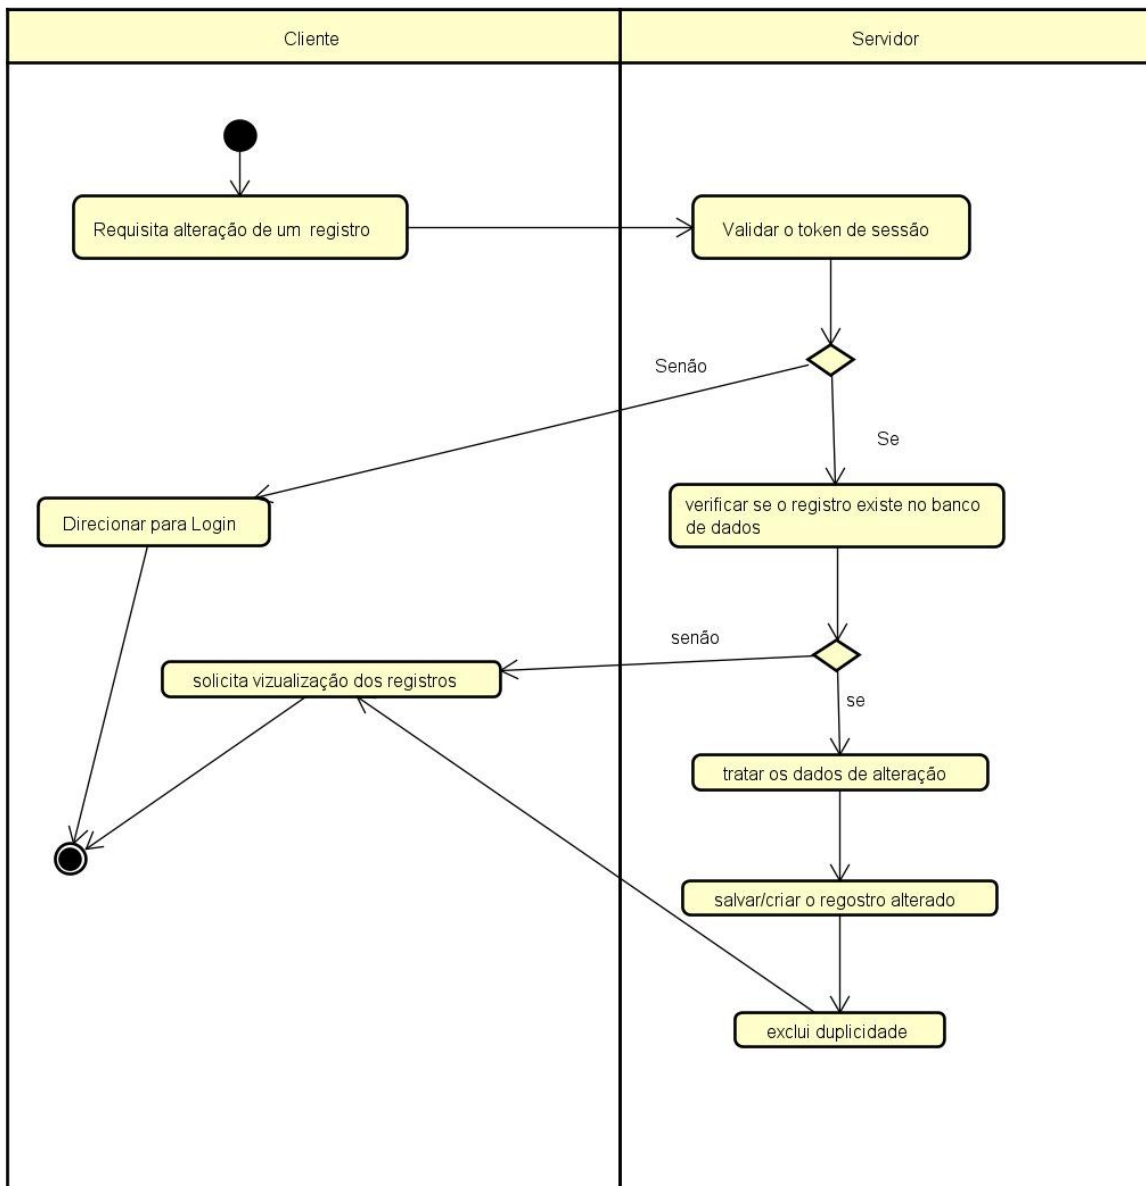 Cliente
Servidor
Requisita alteração de um registro
Validar o token de sessão
Senão
Se
Direcionar para Login
verificar se o registro existe no banco
de dados
senão
solicita vizualização dos registros
se
tratar os dados de alteração
salvar/criar o regostro alterado
exclui duplicidade